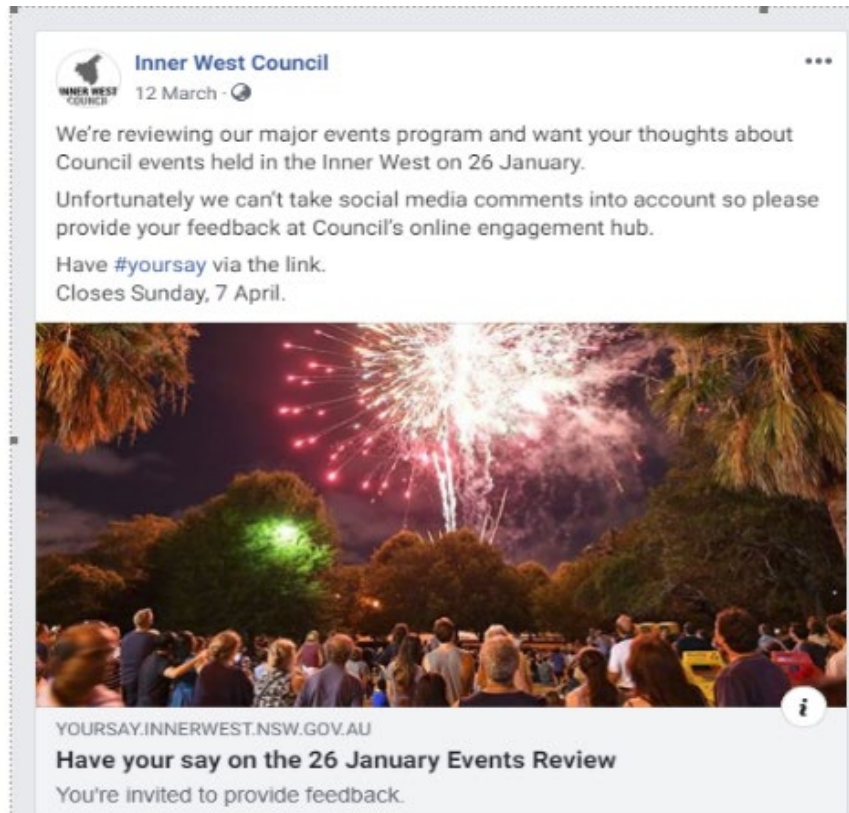 Inner West Council
INNER WEST
COUNCIL
12 March ·
We're reviewing our major events program and want your thoughts about
Council events held in the Inner West on 26 January.
Unfortunately we can't take social media comments into account so please
provide your feedback at Council's online engagement hub.
Have #yoursay via the link.
Closes Sunday, 7 April.
i
YOURSAY.INNERWEST.NSW.GOV.AU
Have your say on the 26 January Events Review
You're invited to provide feedback.